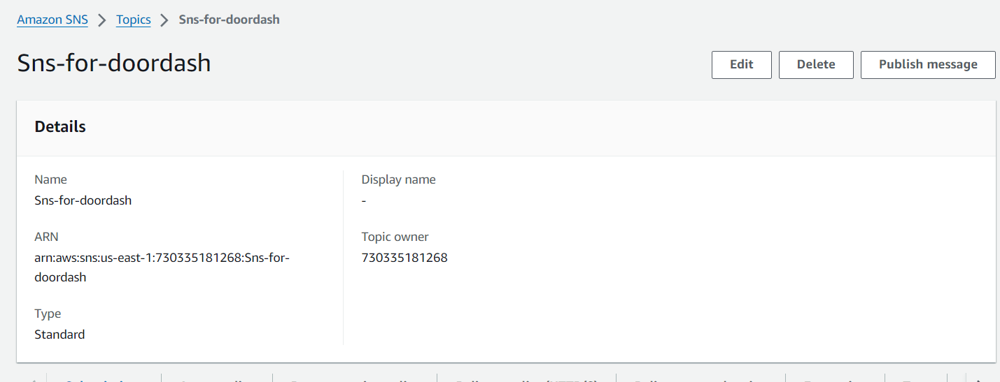 Amazon SNS > Topics > Sns-for-doordash
Sns-for-doordash
Edit
Delete
Publish message
Details
Name
Sns-for-doordash
Display name
-
ARN
arn:aws:sns:us-east-1:730335181268:Sns-for-
doordash
Topic owner
730335181268
Type
Standard